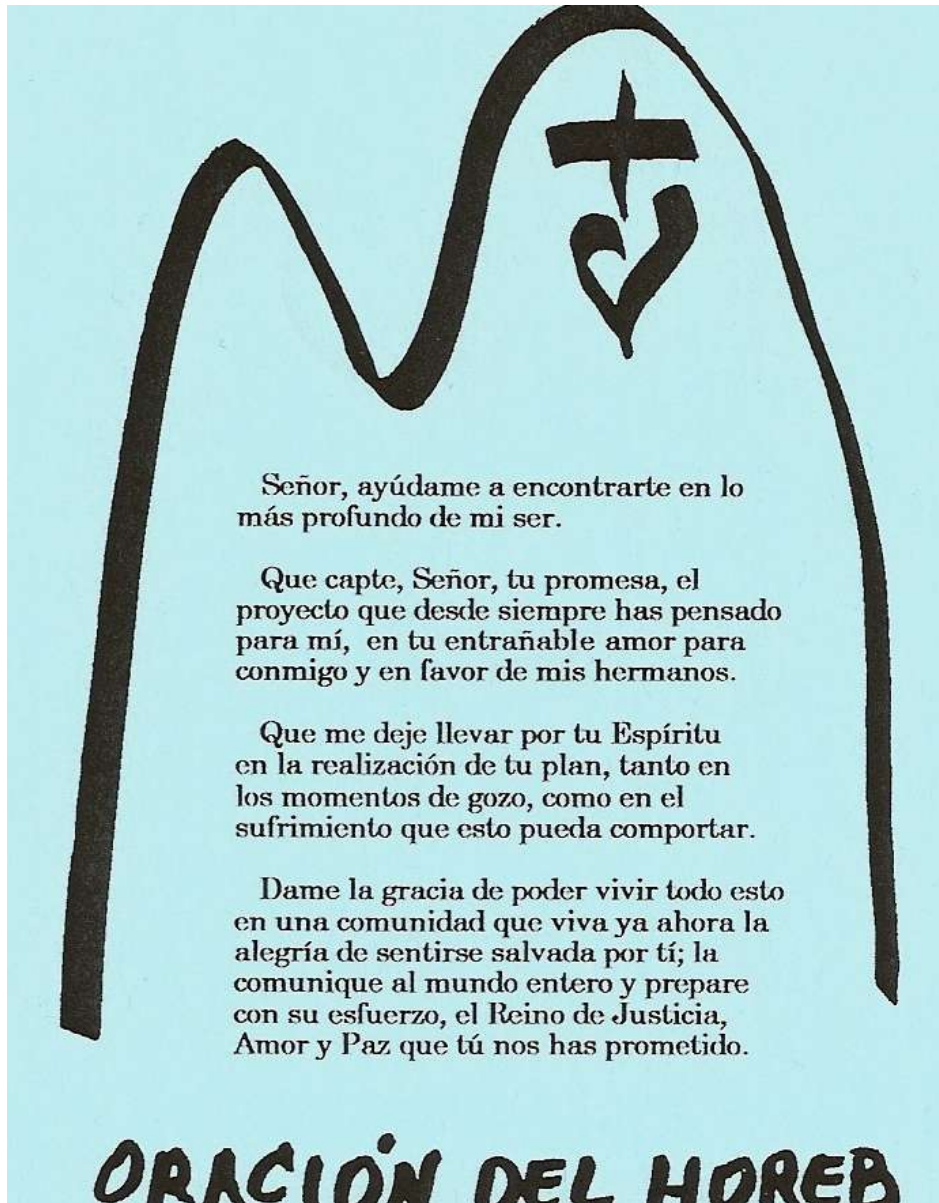 Señor, ayúdame a encontrarte en lo
más profundo de mi ser.
Que capte, Señor, tu promesa, el
proyecto que desde siempre has pensado
para mí, en tu entrañable amor para
conmigo y en favor de mis hermanos.
Que me deje llevar por tu Espíritu
en la realización de tu plan, tanto en
los momentos de gozo, como en el
sufrimiento que esto pueda comportar.
Dame la gracia de poder vivir todo esto
en una comunidad que viva ya ahora la
alegría de sentirse salvada por tí; la
comunique al mundo entero y prepare
con su esfuerzo, el Reino de Justicia,
Amor y Paz que tú nos has prometido.
ORACIÓN DEL HOREB